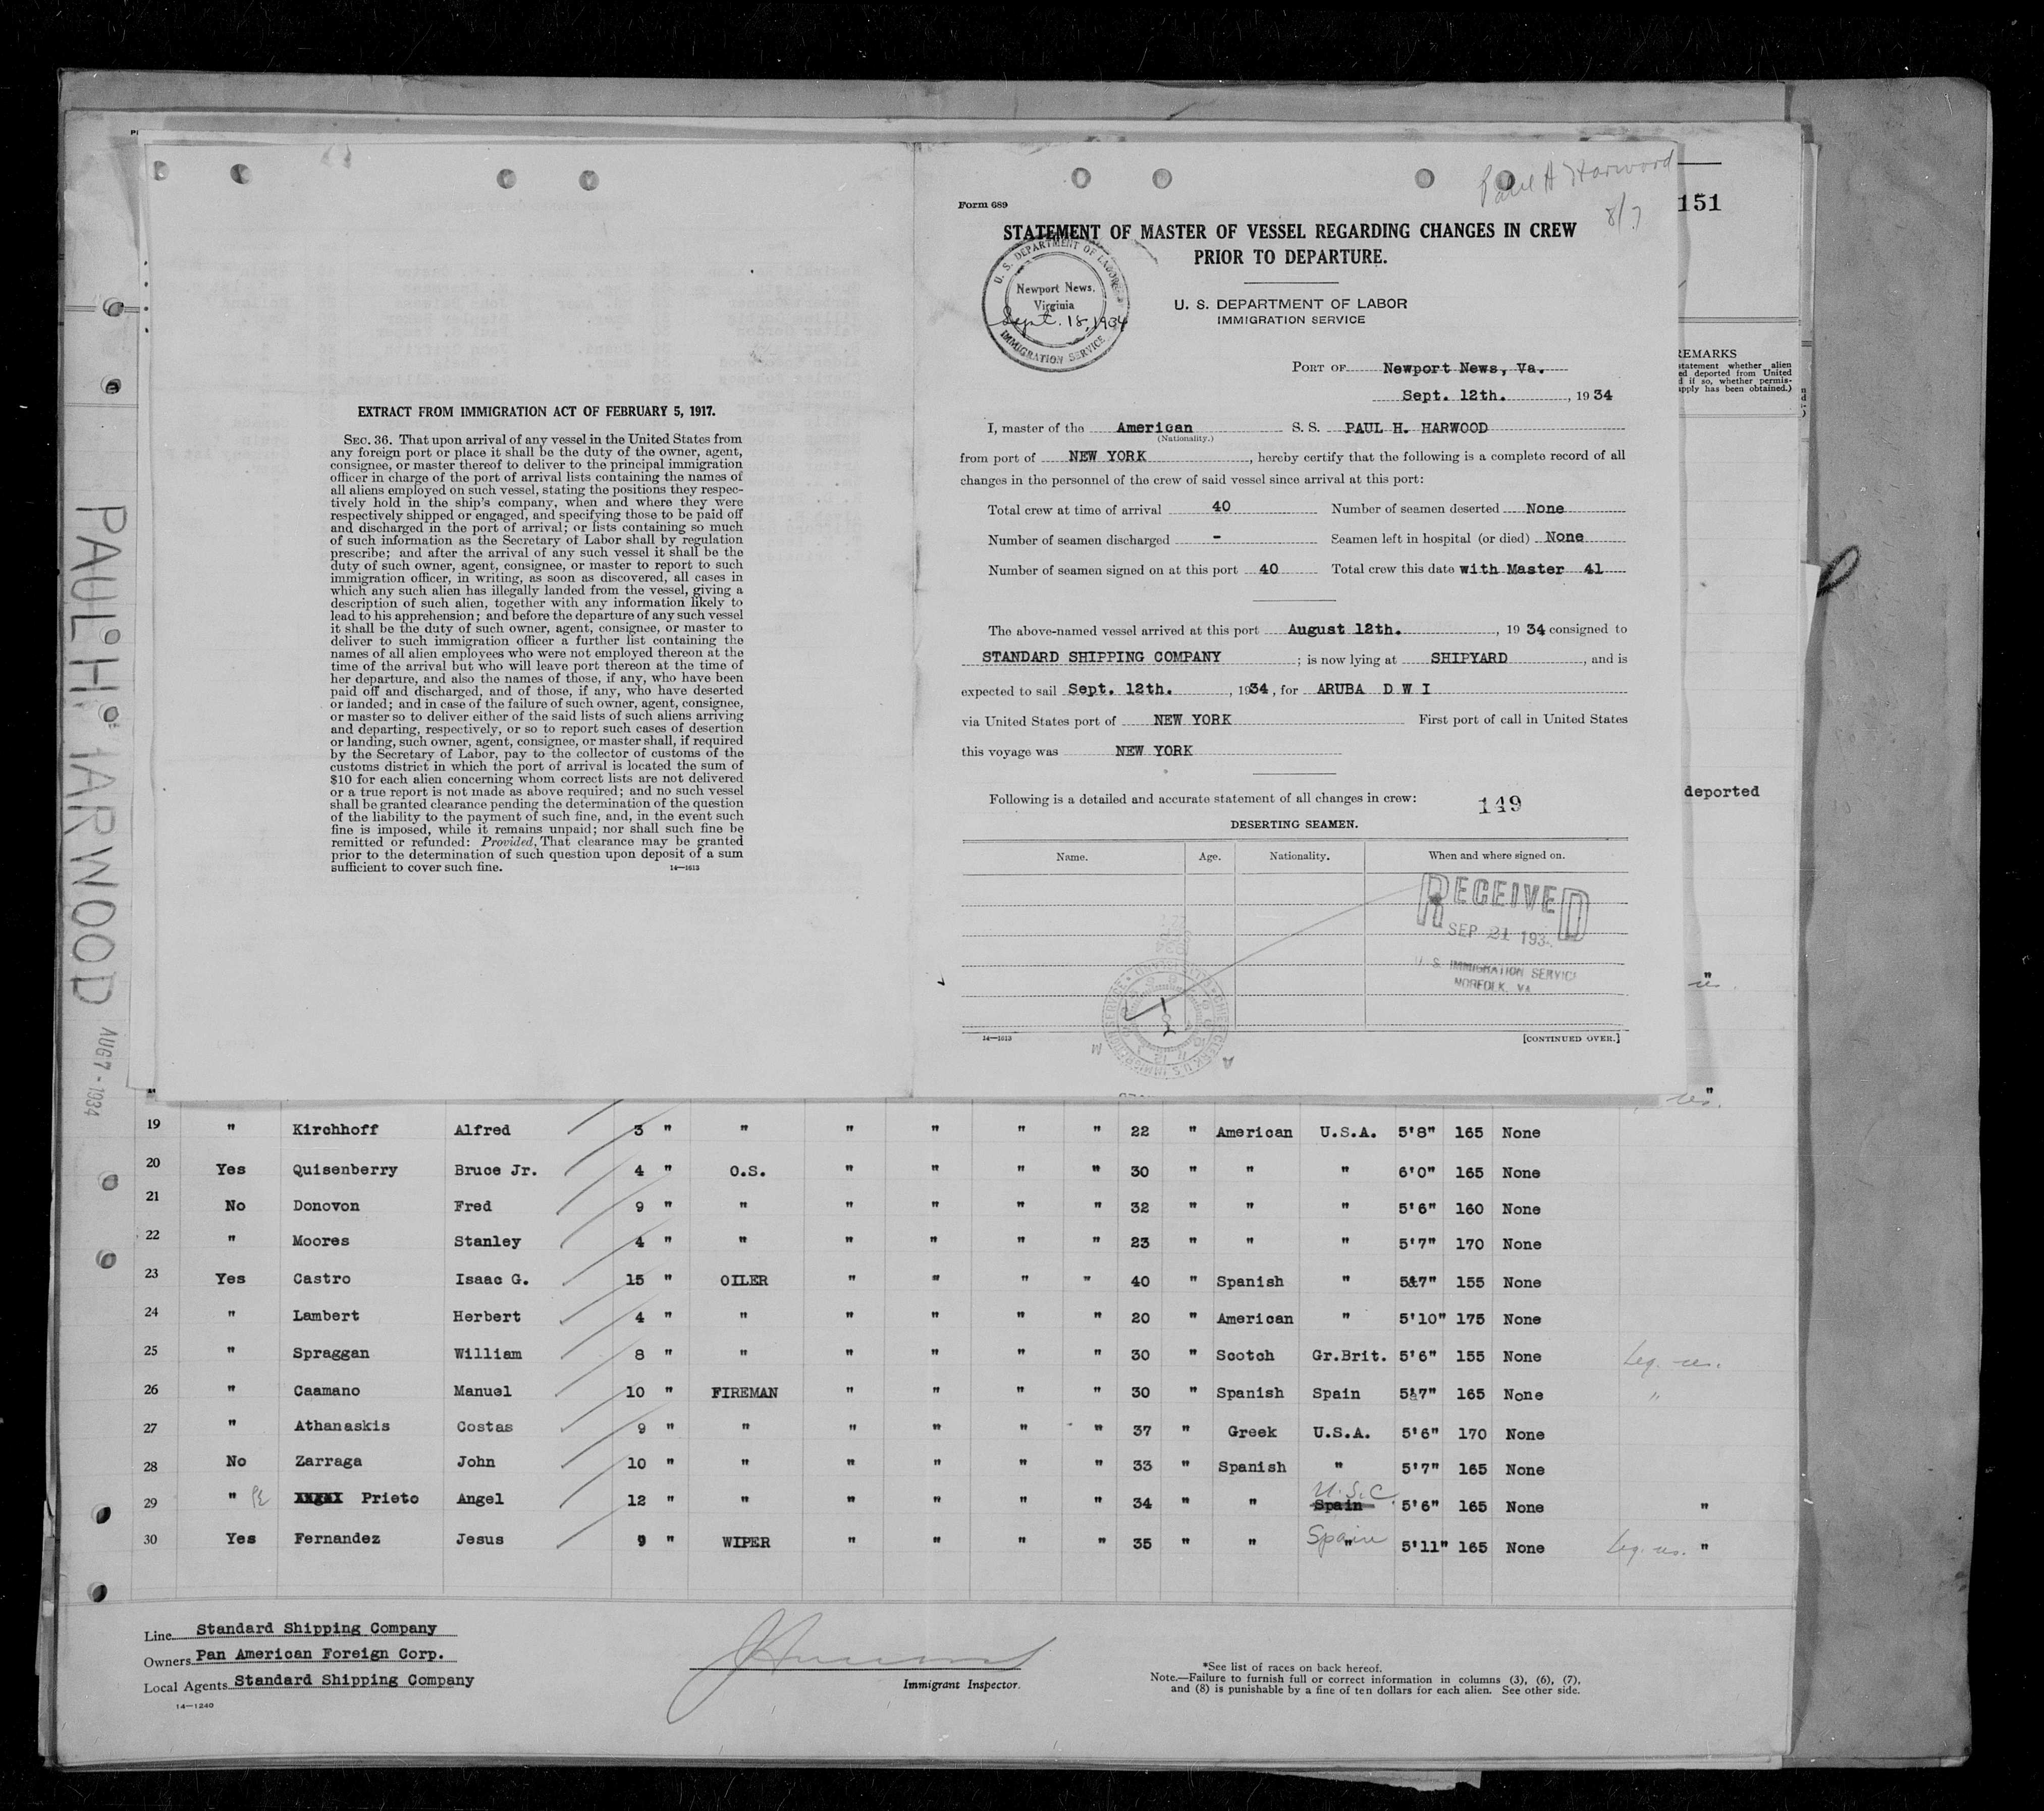 EXTRACT FROM IMMIGRATION ACT OF FEBRUARY 5, 1917.
SEC. 36. That upon arrival of any vessel in the United States from
any foreign port or place it shall be the duty of the owner, agent,
consignee, or master thereof to deliver to the principal immigration
officer in charge of the port of arrival lists containing the names of
all aliens employed on such vessel, stating the positions they respec-
tively hold in the ship's company, when and where they were
respectively shipped or engaged, and specifying those to be paid off
and discharged in the port of arrival; or lists containing so much
of such information as the Secretary of Labor shall by regulation
prescribe; and after the arrival of any such vessel it shall be the
duty of such owner, agent, consignee, or master to report to such
immigration officer, in writing, as soon as discovered, all cases in
which any such alien has illegally landed from the vessel, giving a
description of such alien, together with any information likely to
lead to his apprehension; and before the departure of any such vessel
it shall be the duty of such owner, agent, consignee, or master to
deliver to such immigration officer a further list containing the
names of all alien employees who were not employed thereon at the
time of the arrival but who will leave port thereon at the time of
her departure, and also the names of those, if any, who have been
paid off and discharged, and of those, if any, who have deserted
or landed; and in case of the failure of such owner, agent, consignee,
or master so to deliver either of the said lists of such aliens arriving
and departing, respectively, or so to report such cases of desertion
or landing, such owner, agent, consignee, or master shall, if required
by the Secretary of Labor, pay to the collector of customs of the
customs district in which the port of arrival is located the sum of
$10 for each alien concerning whom correct lists are not delivered
or a true report is not made as above required; and no such vessel
shall be granted clearance pending the determination of the question
of the liability to the payment of such fine, and, in the event such
fine is imposed, while it remains unpaid; nor shall such fine be
remitted or refunded: Provided, That clearance may be granted
prior to the determination of such question upon deposit of a sum
sufficient to cover such fine. 14—1613
PAUL H HARWOOD AUG 7 - 1934
Paul H Harwood
8/7
Form 689
STATEMENT OF MASTER OF VESSEL REGARDING CHANGES IN CREW
PRIOR TO DEPARTURE.
U. S. DEPARTMENT OF LABOR
IMMIGRATION SERVICE
U. S. DEPARTMENT OF LABOR
Newport News,
Virginia
Sept. 18, 1934
IMMIGRATION SERVICE
PORT OF Newport News, Va.
Sept. 12th., 1934
I, master of the American S. S. PAUL H. HARWOOD
(Nationality.)
from port of NEW YORK, hereby certify that the following is a complete record of all
changes in the personnel of the crew of said vessel since arrival at this port:
Total crew at time of arrival 40 Number of seamen deserted None
Number of seamen discharged - Seamen left in hospital (or died) None
Number of seamen signed on at this port 40 Total crew this date with Master 41
The above-named vessel arrived at this port August 12th., 1934 consigned to
STANDARD SHIPPING COMPANY; is now lying at SHIPYARD, and is
expected to sail Sept. 12th., 1934, for ARUBA D W I
via United States port of NEW YORK First port of call in United States
this voyage was NEW YORK
Following is a detailed and accurate statement of all changes in crew: 149
DESERTING SEAMEN.
Name. Age. Nationality. When and where signed on.
RECEIVED
SEP 21 193
U. S. IMMIGRATION SERVICE
NORFOLK, VA
14—1613 [CONTINUED OVER.]
151
REMARKS
deported
19 " Kirchhoff Alfred 3 " " " " " " 22 " American U.S.A. 5'8" 165 None
20 Yes Quisenberry Bruce Jr. 4 " O.S. " " " " 30 " " " 6'0" 165 None
21 No Donovon Fred 9 " " " " " " 32 " " " 5'6" 160 None
22 " Moores Stanley 4 " " " " " " 23 " " " 5'7" 170 None
23 Yes Castro Isaac G. 15 " OILER " " " " 40 " Spanish " 5'7" 155 None
24 " Lambert Herbert 4 " " " " " " 20 " American " 5'10" 175 None
25 " Spraggan William 8 " " " " " " 30 " Scotch Gr.Brit. 5'6" 155 None Leg. res.
26 " Caamano Manuel 10 " FIREMAN " " " " 30 " Spanish Spain 5'7" 165 None "
27 " Athanaskis Costas 9 " " " " " " 37 " Greek U.S.A. 5'6" 170 None
28 No Zarraga John 10 " " " " " " 33 " Spanish " 5'7" 165 None
29 " Prieto Angel 12 " " " " " " 34 " " Spain U.S.C 5'6" 165 None "
30 Yes Fernandez Jesus 9 " WIPER " " " " 35 " " " Spain 5'11" 165 None Leg. res. "
Line Standard Shipping Company
Owners Pan American Foreign Corp.
Local Agents Standard Shipping Company
14—1240
Immigrant Inspector.
*See list of races on back hereof.
Note.—Failure to furnish full or correct information in columns (3), (6), (7),
and (8) is punishable by a fine of ten dollars for each alien. See other side.